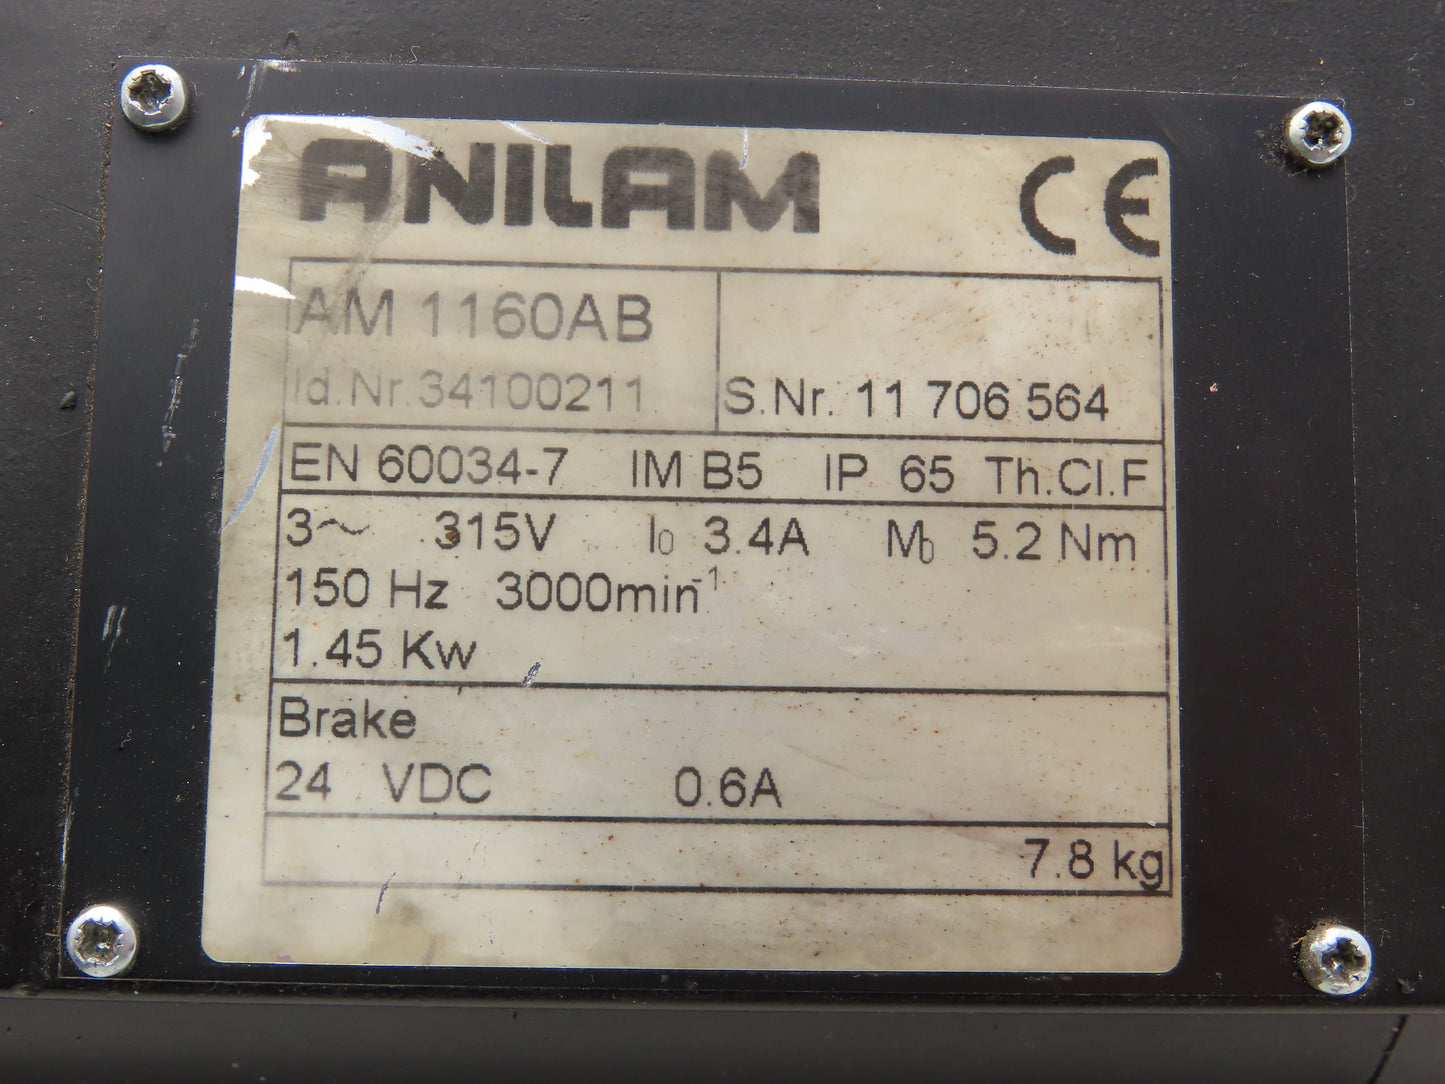 ANILAM CE
AM 1160AB
Id.Nr.34100211 S.Nr. 11 706 564
EN 60034-7 IM B5 IP 65 Th.Cl.F
3~ 315V I0 3.4A M0 5.2 Nm
150 Hz 3000min-1
1.45 Kw
Brake
24 VDC 0.6A
7.8 kg